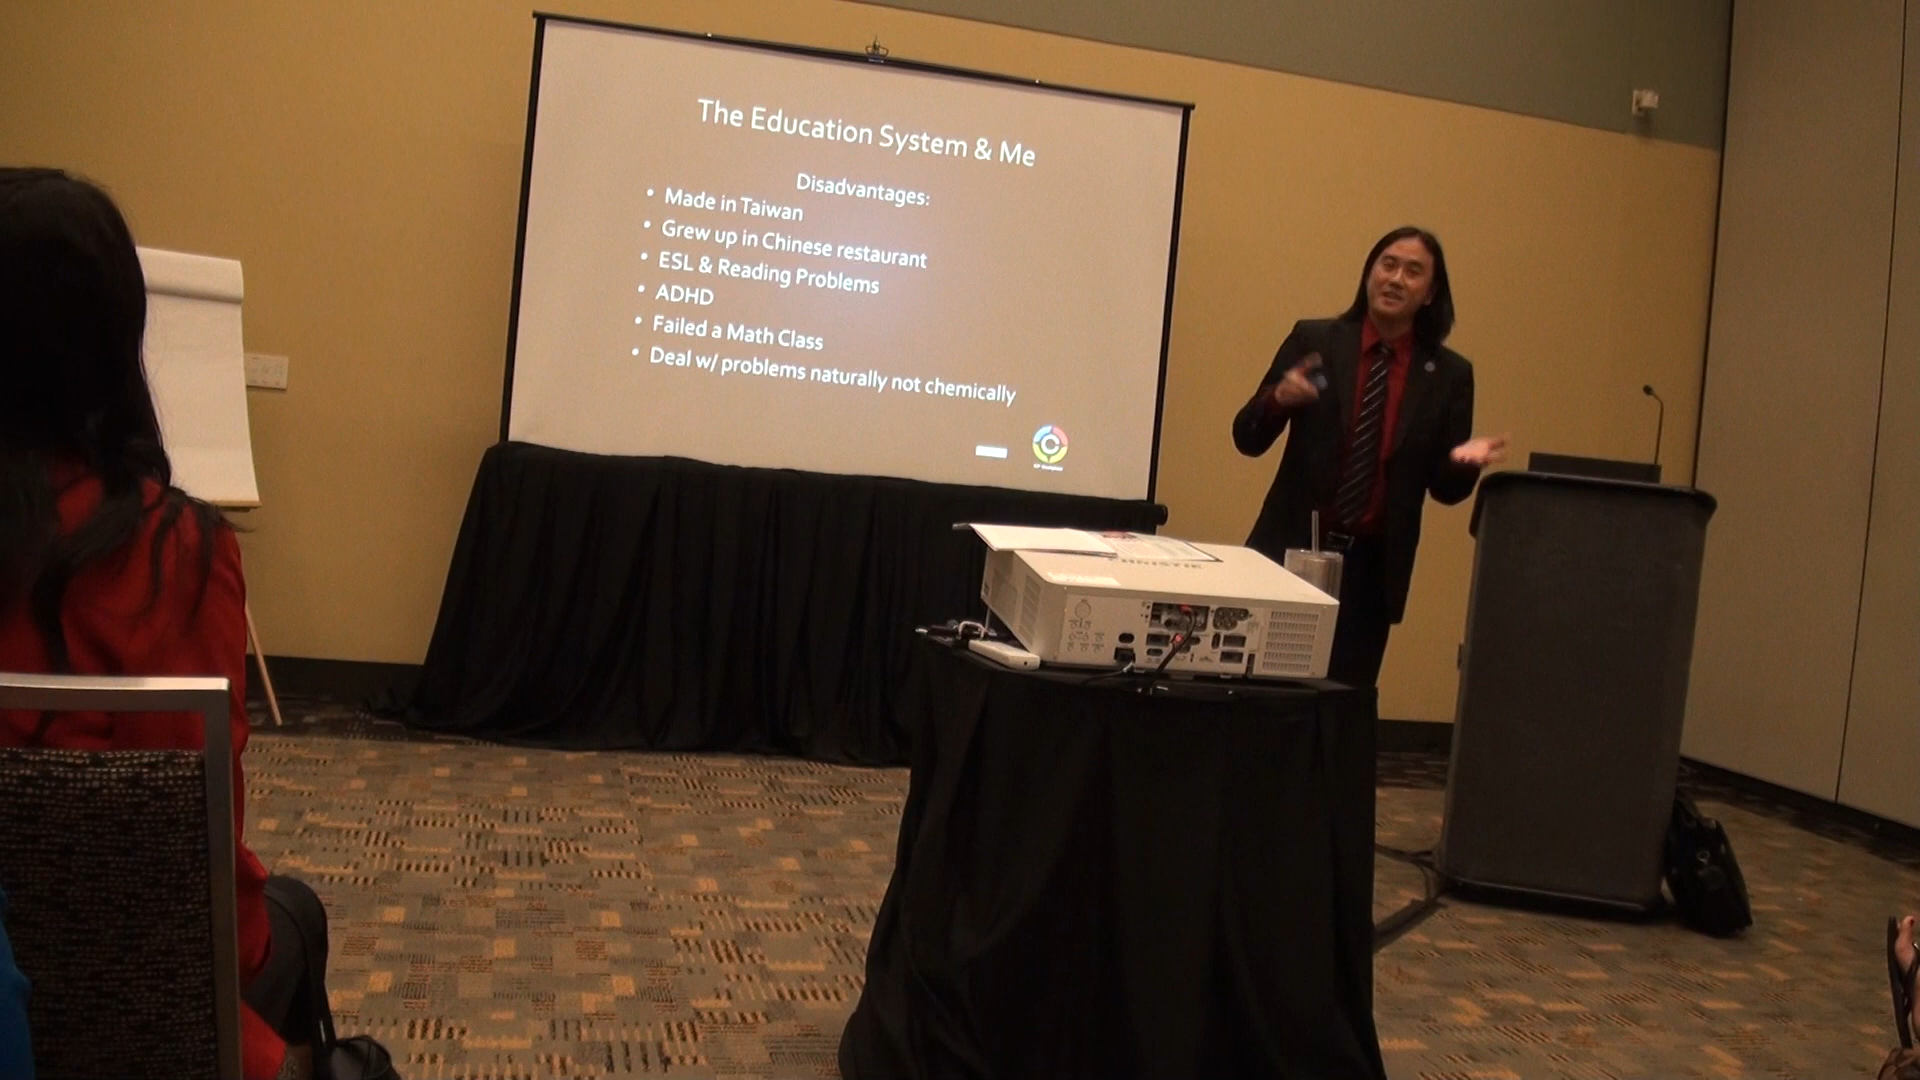 The Education System & Me
Disadvantages:
• Made in Taiwan
• Grew up in Chinese restaurant
• ESL & Reading Problems
• ADHD
• Failed a Math Class
• Deal w/ problems naturally not chemically
CHRISTIE